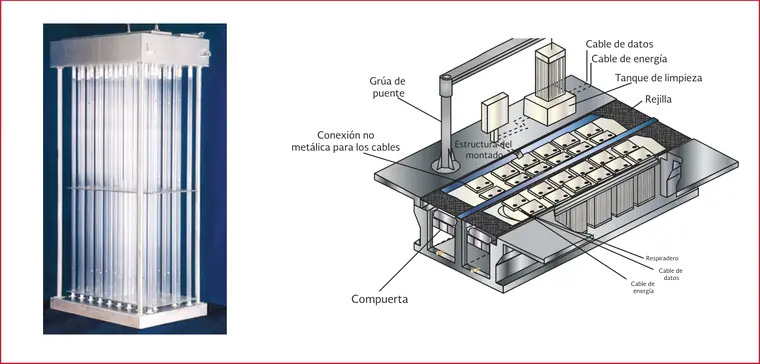 Cable de datos
Cable de energía
Grúa de
puente
Tanque de limpieza
Rejilla
Conexión no
metálica para los cables
Estructura del
montado
Respiradero
Cable de
datos
Cable de
energía
Compuerta